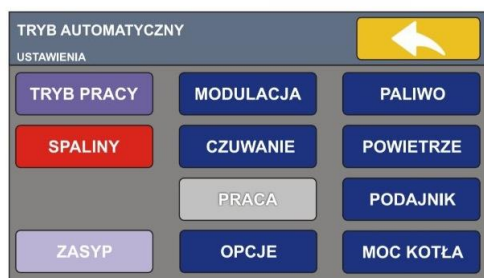 TRYB AUTOMATYCZNY
USTAWIENIA
TRYB PRACY MODULACJA PALIWO
SPALINY CZUWANIE POWIETRZE
PRACA PODAJNIK
ZASYP OPCJE MOC KOTŁA